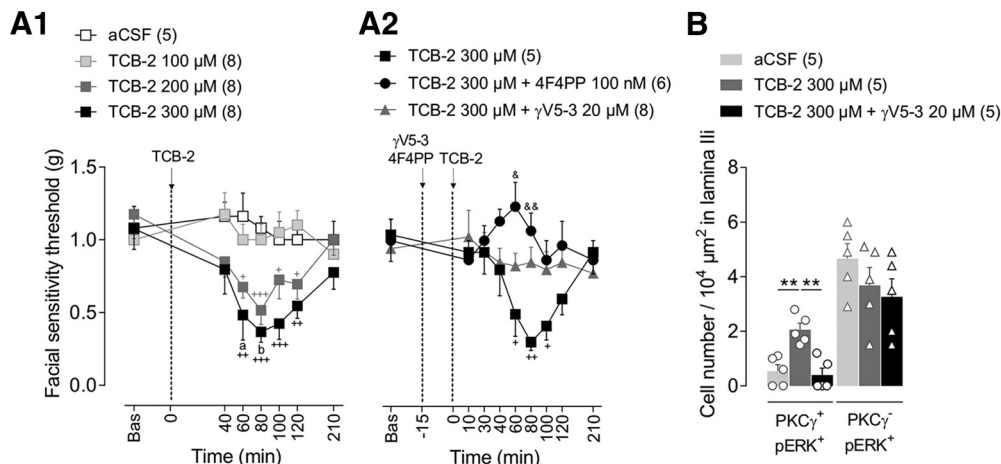 A1
aCSF (5)
TCB-2 100 µM (8)
TCB-2 200 µM (8)
TCB-2 300 µM (8)
TCB-2
Facial sensitivity threshold (g)
1.5
1.0
0.5
0.0
+
+++
+
+
a
++
b
+++
+++
++
Bas
0
40
60
80
100
120
210
Time (min)
A2
TCB-2 300 µM (5)
TCB-2 300 µM + 4F4PP 100 nM (6)
TCB-2 300 µM + γV5-3 20 µM (8)
γV5-3
4F4PP TCB-2
&
&&
+
++
+
Bas
-15
0
10
30
40
60
80
100
120
210
Time (min)
B
aCSF (5)
TCB-2 300 µM (5)
TCB-2 300 µM + γV5-3 20 µM (5)
Cell number / 10⁴ µm² in lamina IIi
8
6
4
2
0
** **
PKCγ⁺ PKCγ⁻
pERK⁺ pERK⁺